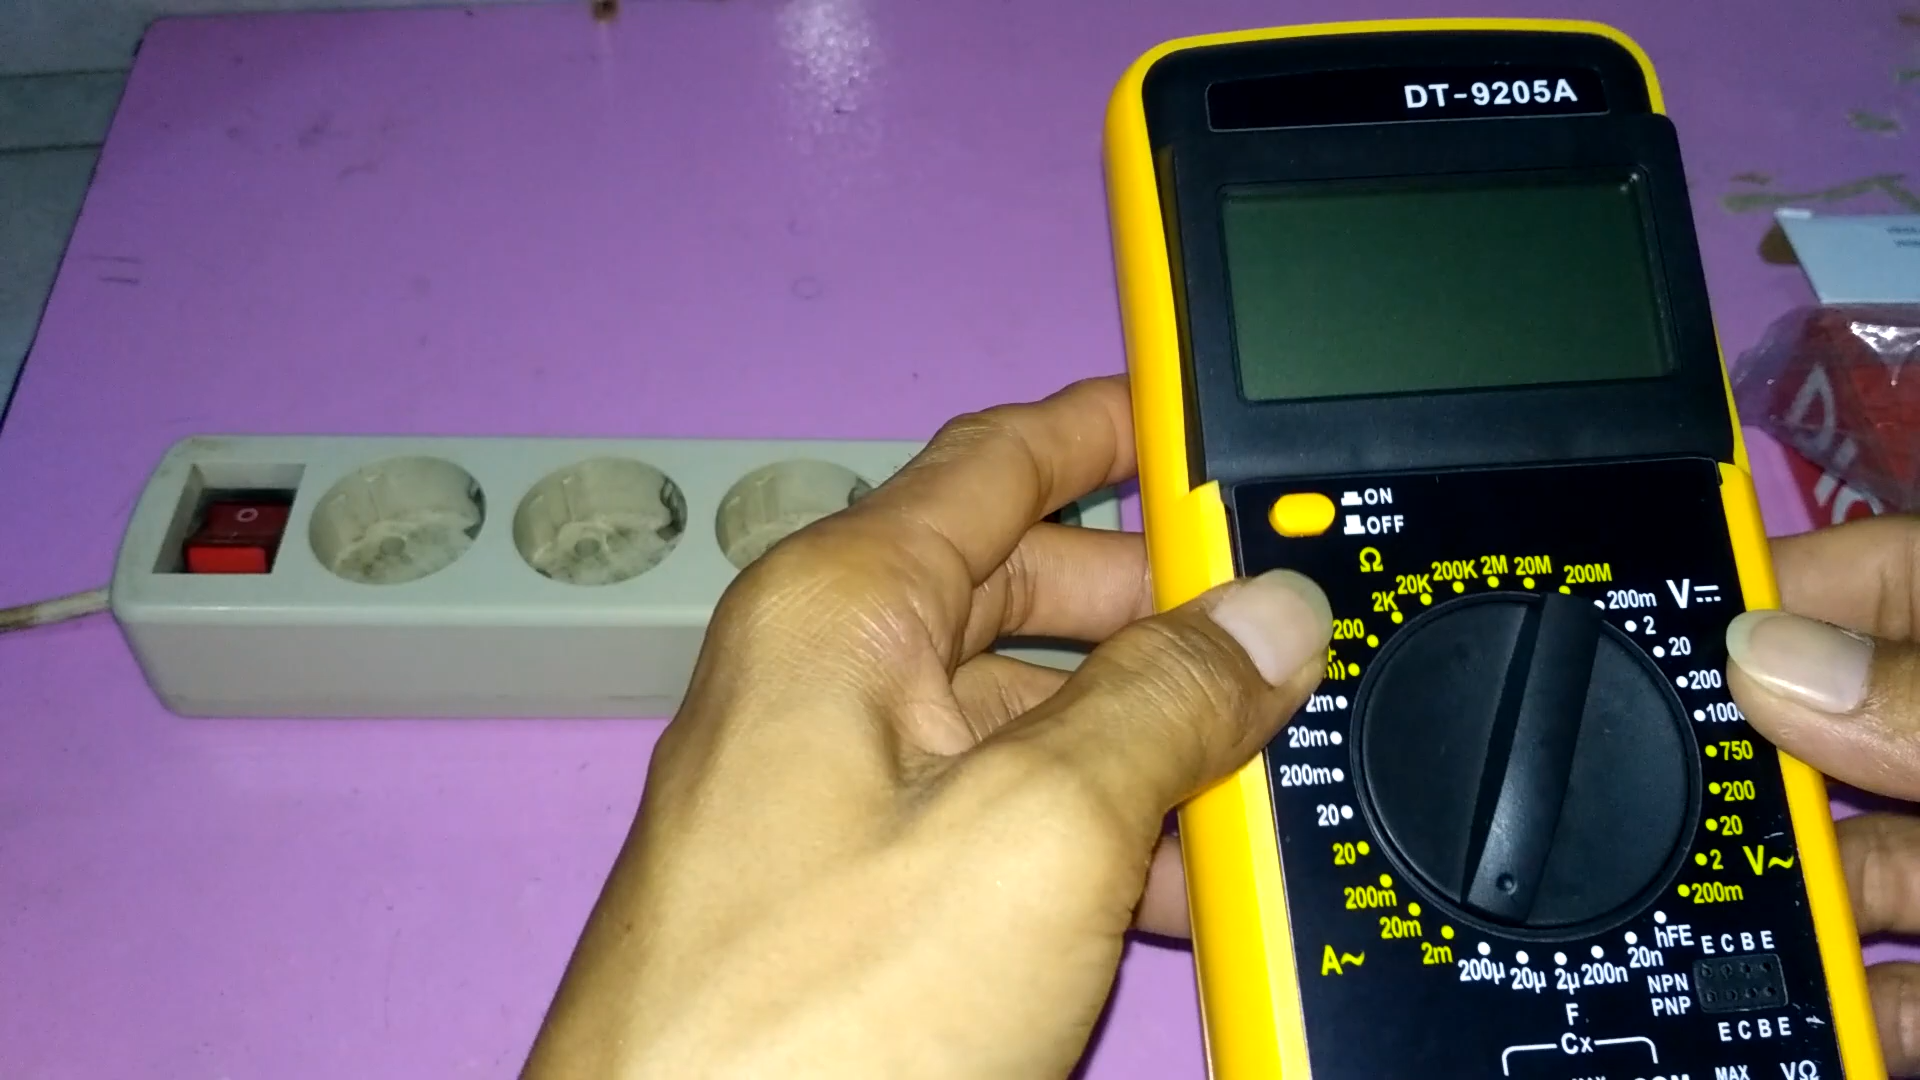 DT-9205A
ON
OFF
Ω
200 2K 20K 200K 2M 20M 200M
200m V⎓
2
20
200
750
200
20
2 V~
200m
hFE
2m
20m
200m
20
20
200m
20m
2m
A~
200µ 20µ 2µ 200n 20n
F
Cx
E C B E
NPN
PNP
E C B E
MAX VΩ
O